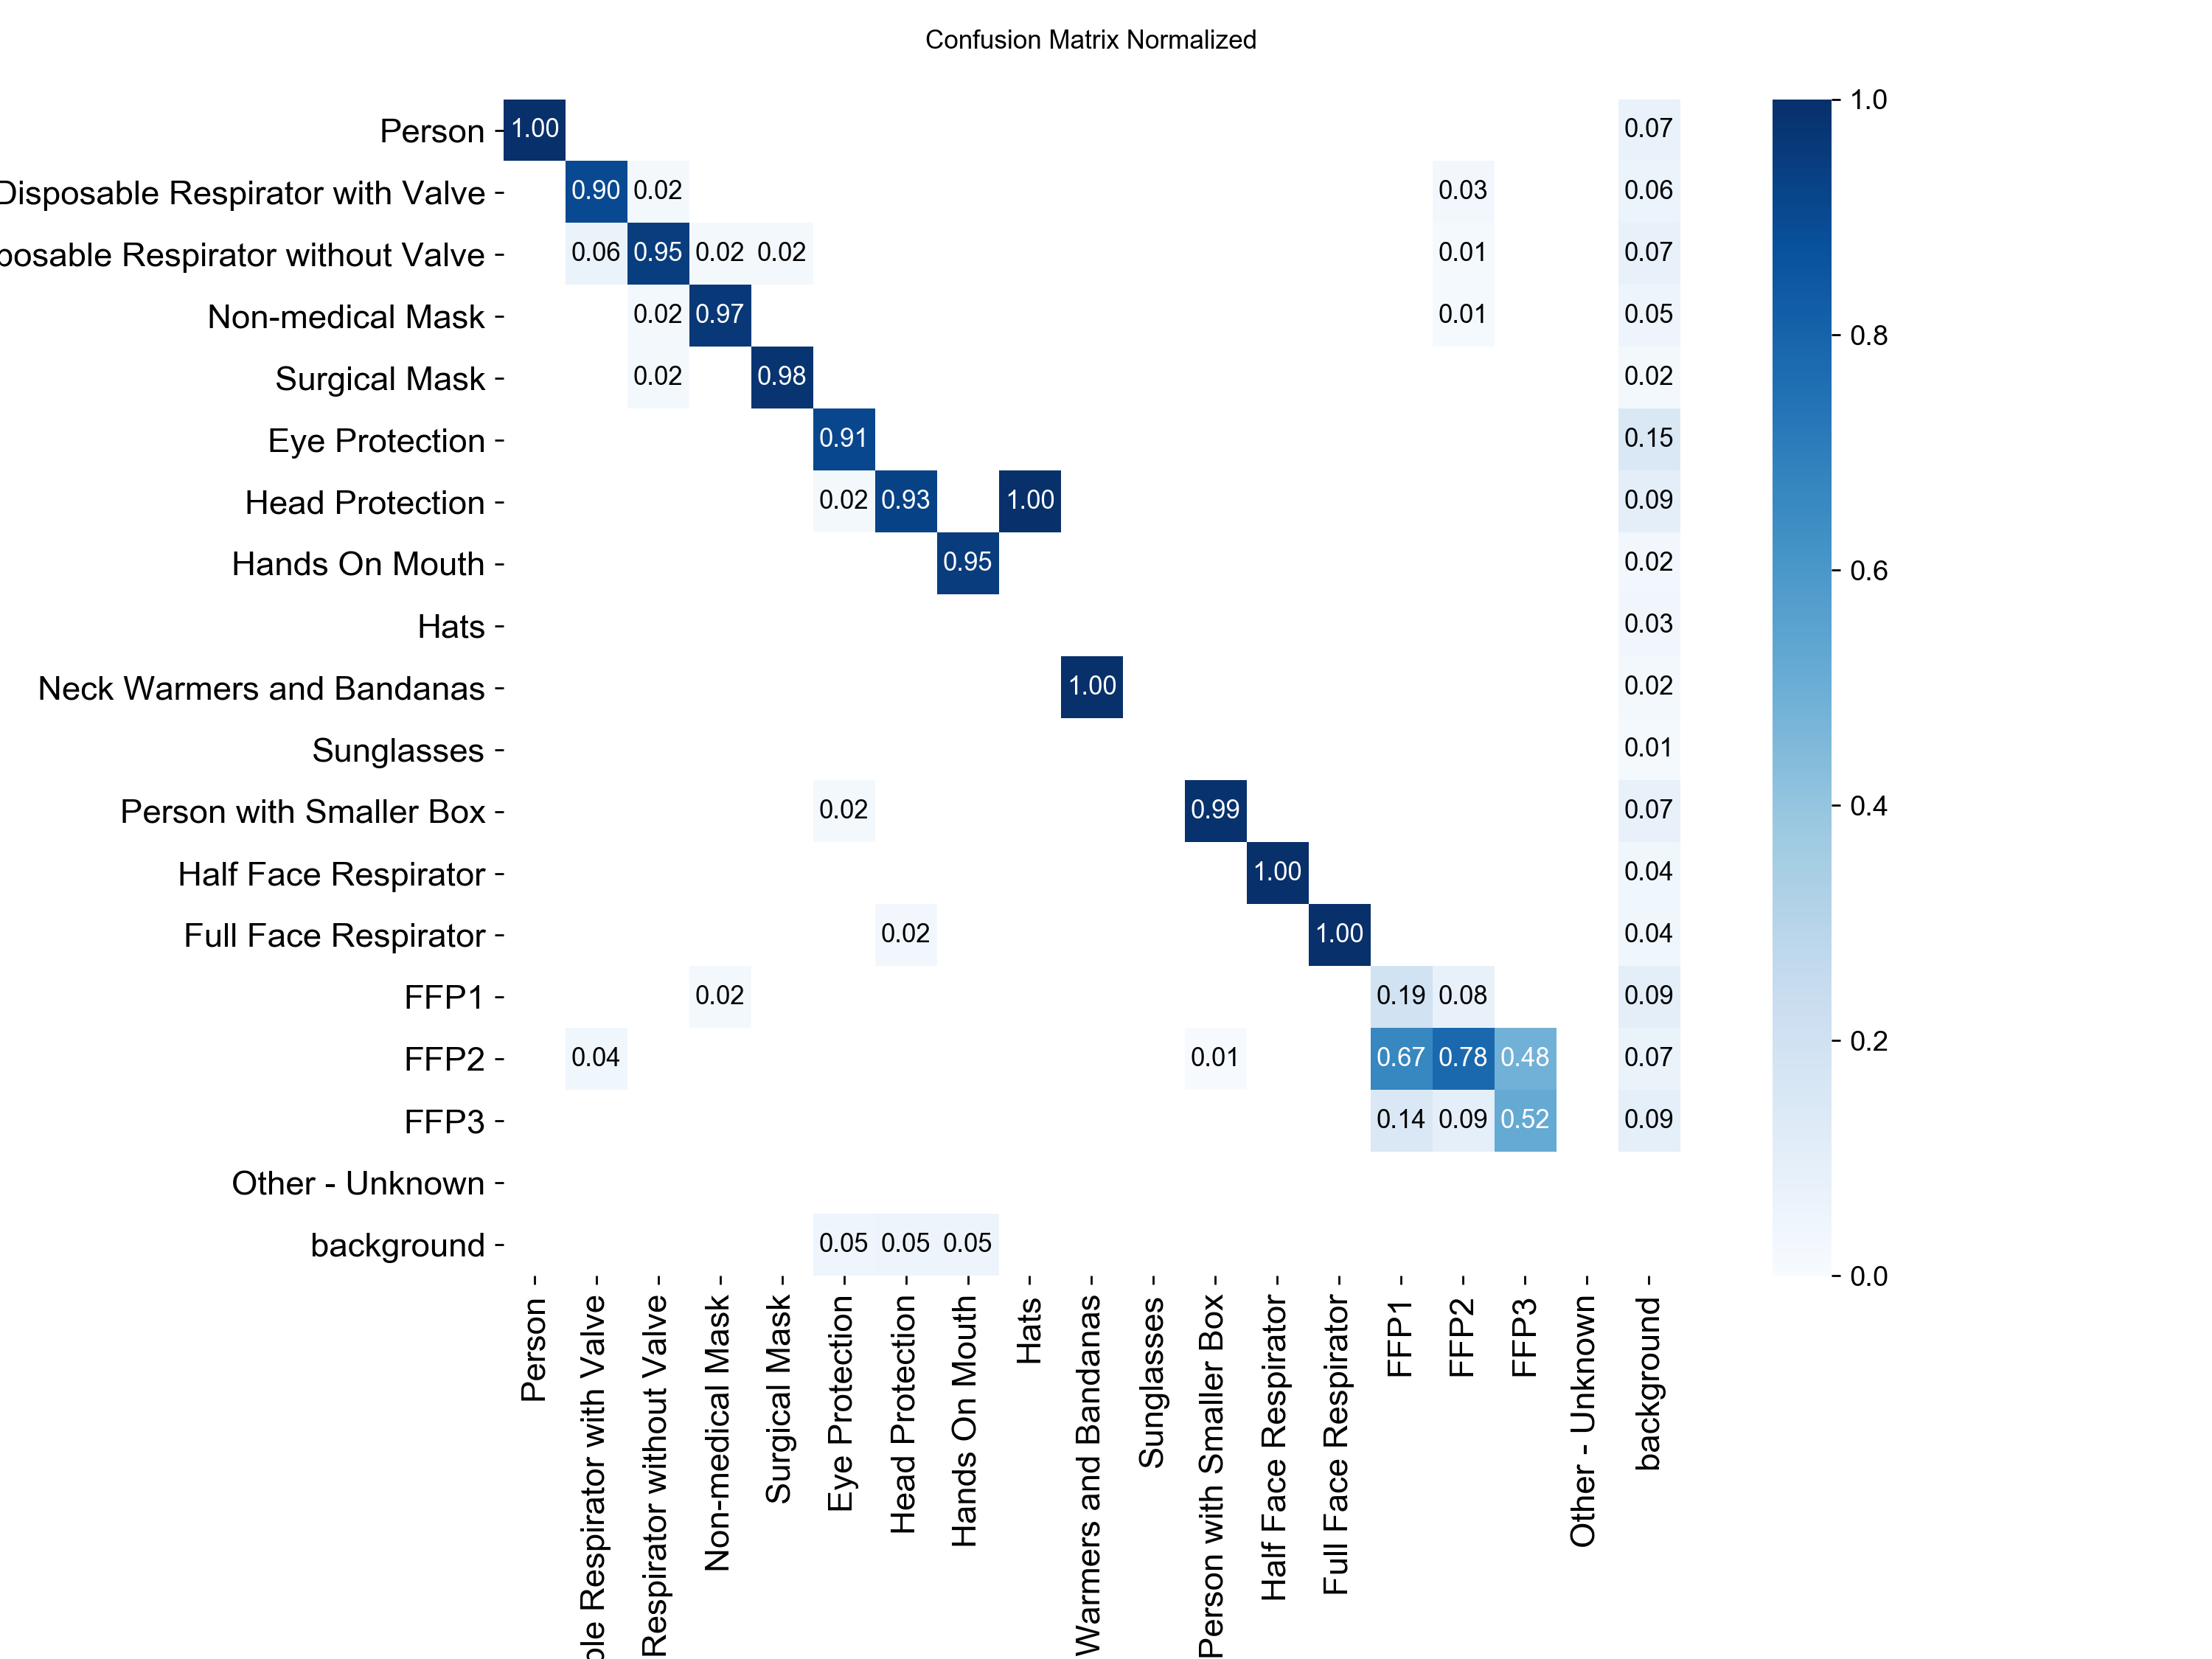 Confusion Matrix Normalized
Person 1.00 0.07 1.0
Disposable Respirator with Valve 0.90 0.02 0.03 0.06
posable Respirator without Valve 0.06 0.95 0.02 0.02 0.01 0.07
Non-medical Mask 0.02 0.97 0.01 0.05 0.8
Surgical Mask 0.02 0.98 0.02
Eye Protection 0.91 0.15
Head Protection 0.02 0.93 1.00 0.09
Hands On Mouth 0.95 0.02 0.6
Hats 0.03
Neck Warmers and Bandanas 1.00 0.02
Sunglasses 0.01
Person with Smaller Box 0.02 0.99 0.07 0.4
Half Face Respirator 1.00 0.04
Full Face Respirator 0.02 1.00 0.04
FFP1 0.02 0.19 0.08 0.09
FFP2 0.04 0.01 0.67 0.78 0.48 0.07 0.2
FFP3 0.14 0.09 0.52 0.09
Other - Unknown
background 0.05 0.05 0.05 0.0
Person
ble Respirator with Valve
Respirator without Valve
Non-medical Mask
Surgical Mask
Eye Protection
Head Protection
Hands On Mouth
Hats
Warmers and Bandanas
Sunglasses
Person with Smaller Box
Half Face Respirator
Full Face Respirator
FFP1
FFP2
FFP3
Other - Unknown
background